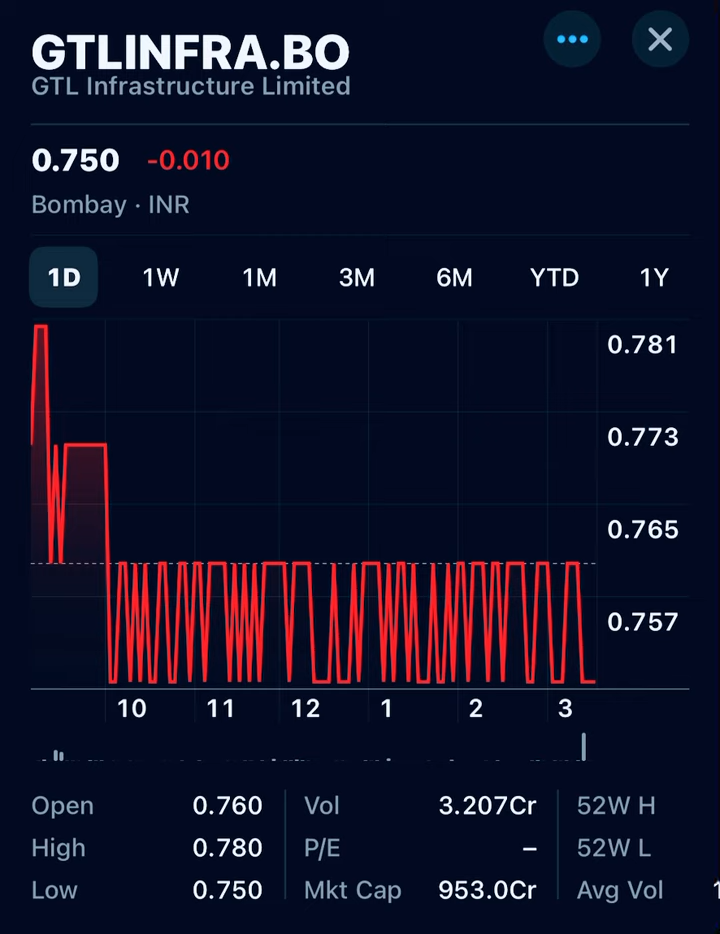 GTLINFRA.BO
GTL Infrastructure Limited
0.750 -0.010
Bombay · INR
1D 1W 1M 3M 6M YTD 1Y
0.781
0.773
0.765
0.757
10 11 12 1 2 3
Open 0.760 Vol 3.207Cr 52W H
High 0.780 P/E – 52W L
Low 0.750 Mkt Cap 953.0Cr Avg Vol